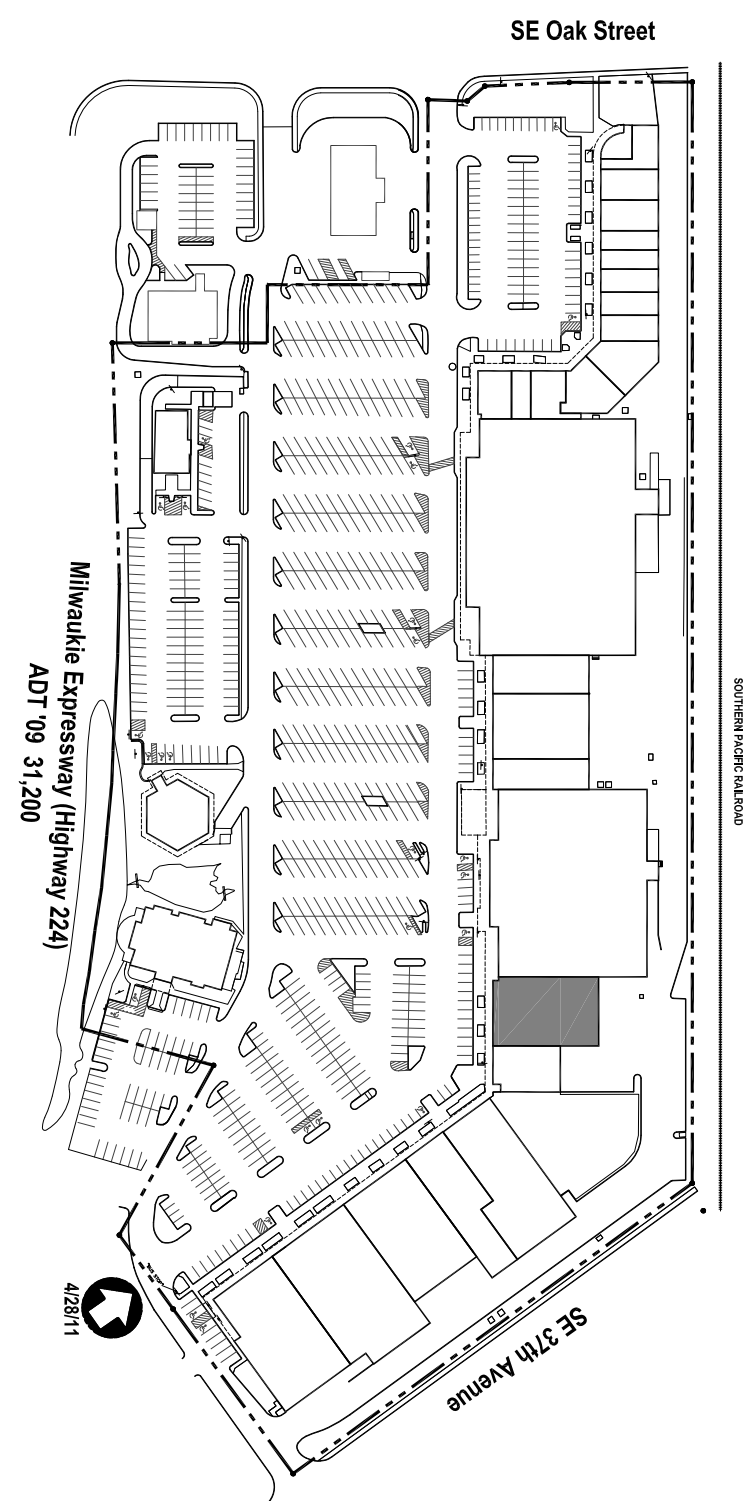 SE Oak Street
SOUTHERN PACIFIC RAILROAD
Milwaukie Expressway (Highway 224)
ADT '09 31,200
4/28/11
SE 37th Avenue